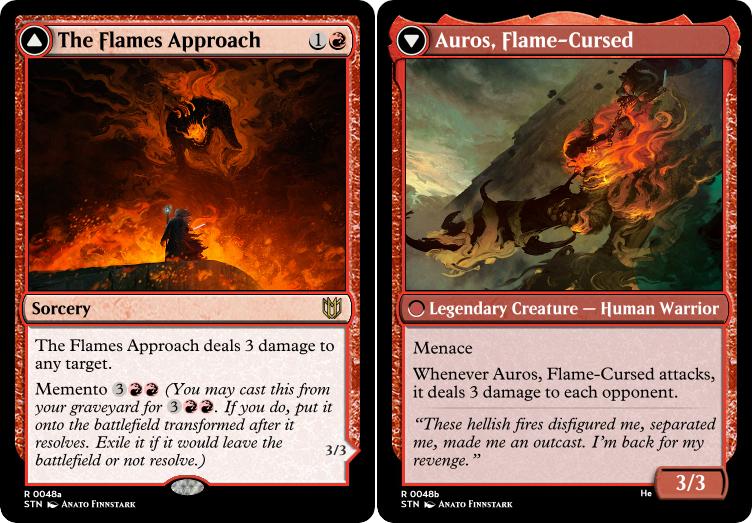 The Flames Approach 1
Sorcery
The Flames Approach deals 3 damage to
any target.
Memento 3 (You may cast this from
your graveyard for 3. If you do, put it
onto the battlefield transformed after it
resolves. Exile it if it would leave the
battlefield or not resolve.)
3/3
R 0048a
STN Anato Finnstark
Auros, Flame-Cursed
Legendary Creature — Human Warrior
Menace
Whenever Auros, Flame-Cursed attacks,
it deals 3 damage to each opponent.
"These hellish fires disfigured me, separated
me, made me an outcast. I'm back for my
revenge."
3/3
R 0048b
He
STN Anato Finnstark